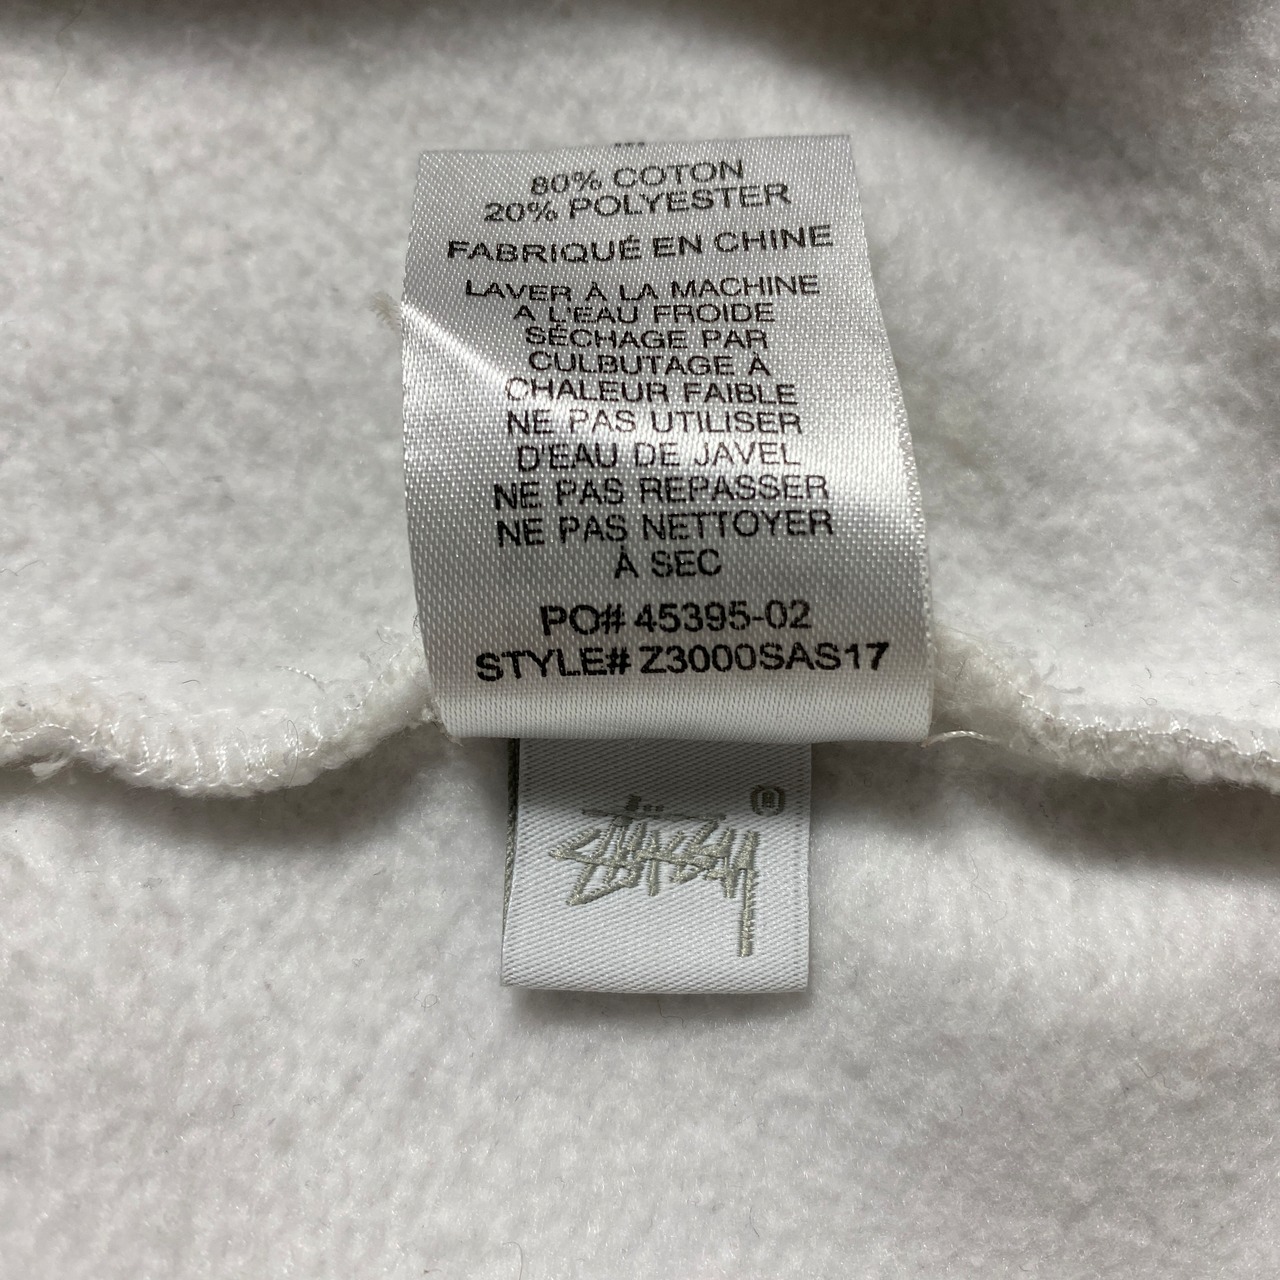 80% COTON
20% POLYESTER
FABRIQUÉ EN CHINE
LAVER À LA MACHINE
A L'EAU FROIDE
SÉCHAGE PAR
CULBUTAGE À
CHALEUR FAIBLE
NE PAS UTILISER
D'EAU DE JAVEL
NE PAS REPASSER
NE PAS NETTOYER
À SEC
PO# 45395-02
STYLE# Z3000SAS17
Stüssy